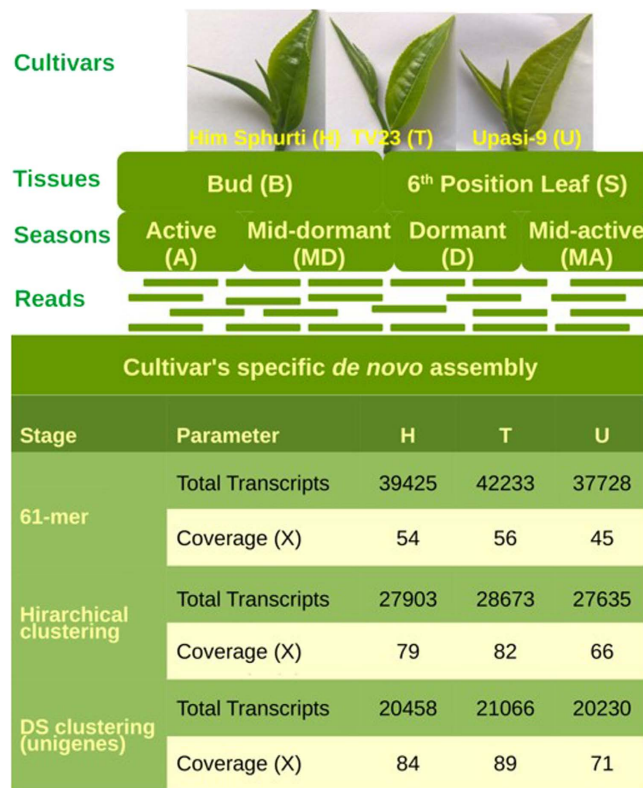 Cultivars
Him Sphurti (H) TV23 (T) Upasi-9 (U)
Tissues
Bud (B) 6th Position Leaf (S)
Seasons
Active (A) Mid-dormant (MD) Dormant (D) Mid-active (MA)
Reads
Cultivar's specific de novo assembly
Stage Parameter H T U
61-mer
Total Transcripts 39425 42233 37728
Coverage (X) 54 56 45
Hirarchical clustering
Total Transcripts 27903 28673 27635
Coverage (X) 79 82 66
DS clustering (unigenes)
Total Transcripts 20458 21066 20230
Coverage (X) 84 89 71